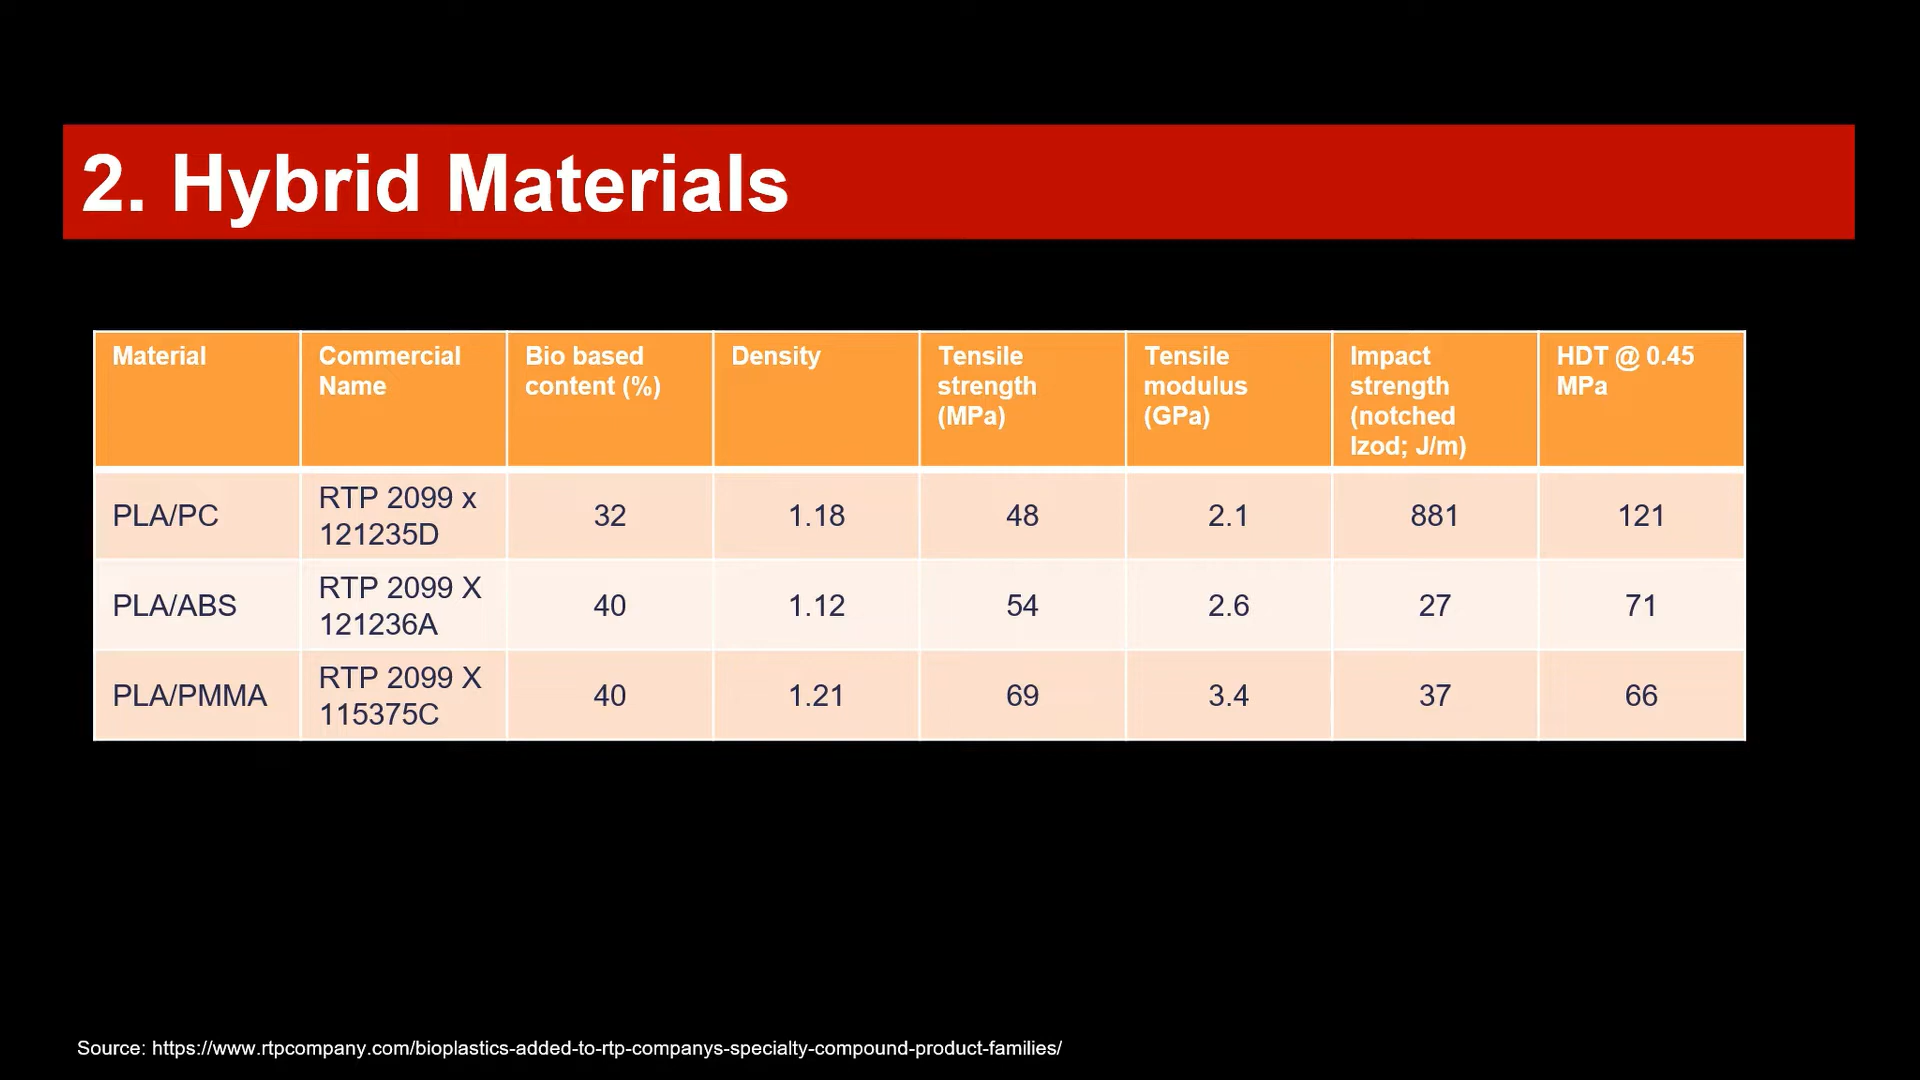 2. Hybrid Materials
Material
Commercial
Name
Bio based
content (%)
Density
Tensile
strength
(MPa)
Tensile
modulus
(GPa)
Impact
strength
(notched
Izod; J/m)
HDT @ 0.45
MPa
PLA/PC
RTP 2099 x
121235D
32
1.18
48
2.1
881
121
PLA/ABS
RTP 2099 X
121236A
40
1.12
54
2.6
27
71
PLA/PMMA
RTP 2099 X
115375C
40
1.21
69
3.4
37
66
Source: https://www.rtpcompany.com/bioplastics-added-to-rtp-companys-specialty-compound-product-families/